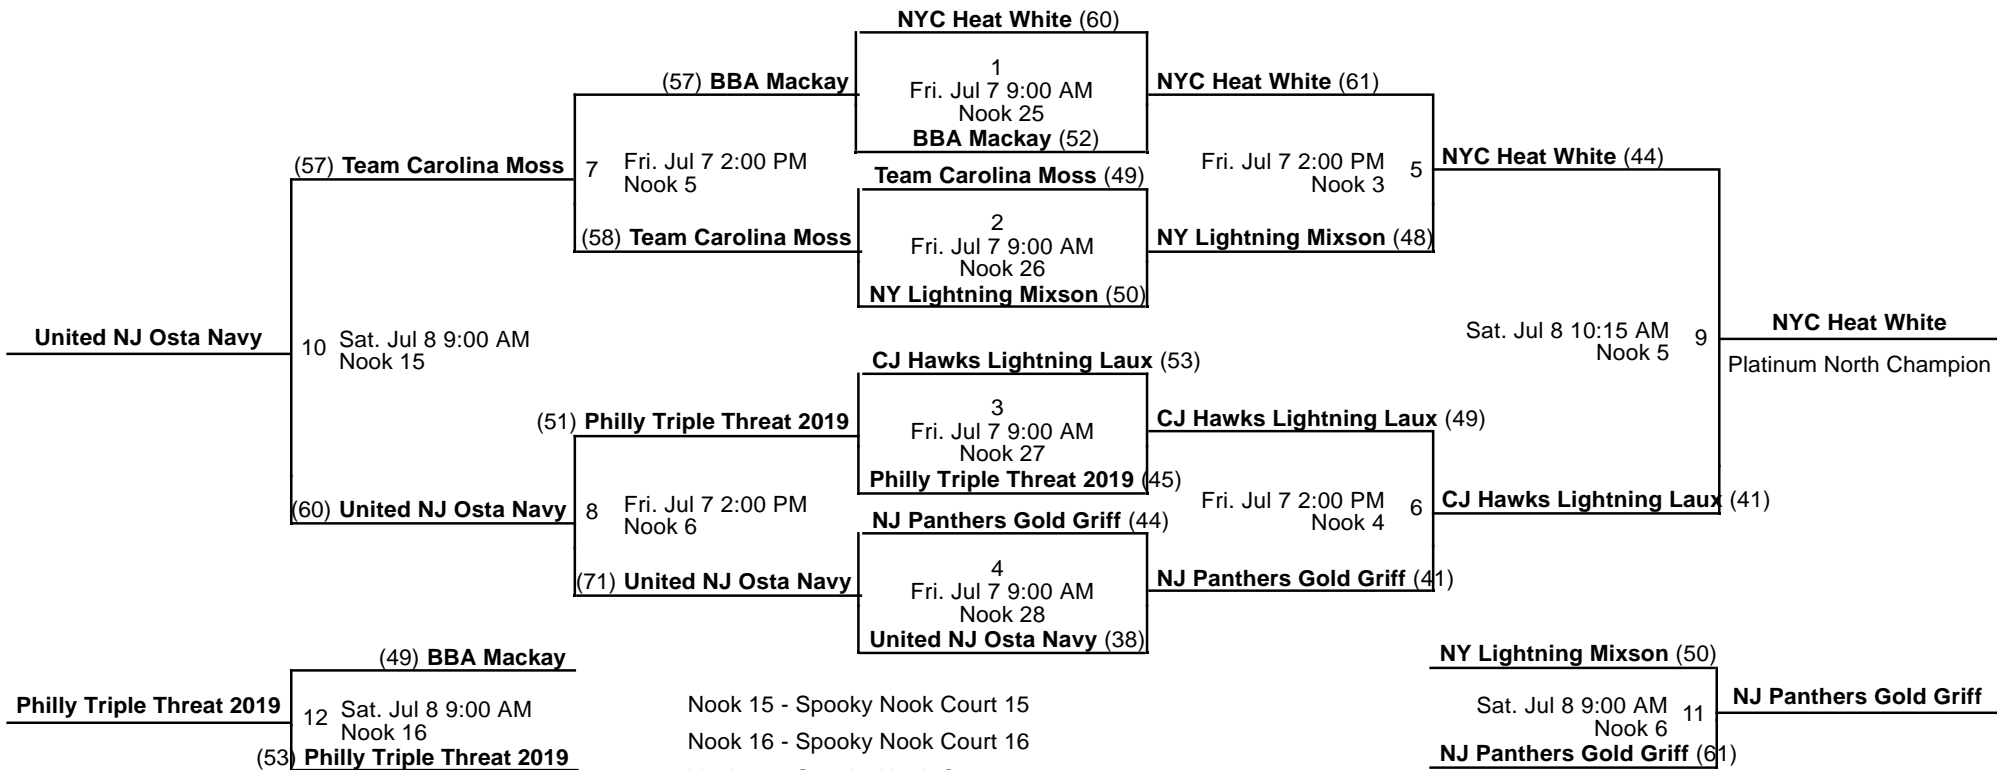 NYC Heat White (60)
1
Fri. Jul 7 9:00 AM
Nook 25
BBA Mackay (52)
(57) BBA Mackay
NYC Heat White (61)
Team Carolina Moss (49)
2
Fri. Jul 7 9:00 AM
Nook 26
NY Lightning Mixson (50)
(57) Team Carolina Moss
7 Fri. Jul 7 2:00 PM
Nook 5
(58) Team Carolina Moss
Fri. Jul 7 2:00 PM 5
Nook 3
NYC Heat White (44)
NY Lightning Mixson (48)
United NJ Osta Navy
10 Sat. Jul 8 9:00 AM
Nook 15
Sat. Jul 8 10:15 AM 9
Nook 5
NYC Heat White
Platinum North Champion
CJ Hawks Lightning Laux (53)
3
Fri. Jul 7 9:00 AM
Nook 27
Philly Triple Threat 2019 (45)
(51) Philly Triple Threat 2019
CJ Hawks Lightning Laux (49)
(60) United NJ Osta Navy
8 Fri. Jul 7 2:00 PM
Nook 6
Fri. Jul 7 2:00 PM 6
Nook 4
CJ Hawks Lightning Laux (41)
NJ Panthers Gold Griff (44)
4
Fri. Jul 7 9:00 AM
Nook 28
United NJ Osta Navy (38)
(71) United NJ Osta Navy
NJ Panthers Gold Griff (41)
(49) BBA Mackay
Philly Triple Threat 2019
12 Sat. Jul 8 9:00 AM
Nook 16
(53) Philly Triple Threat 2019
Nook 15 - Spooky Nook Court 15
Nook 16 - Spooky Nook Court 16
NY Lightning Mixson (50)
Sat. Jul 8 9:00 AM 11
Nook 6
NJ Panthers Gold Griff
NJ Panthers Gold Griff (61)